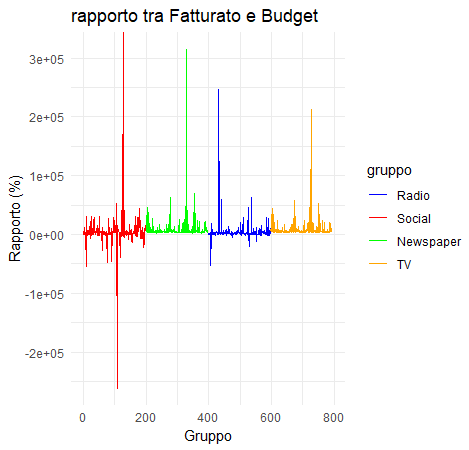 rapporto tra Fatturato e Budget
Rapporto (%)
3e+05
2e+05
1e+05
0e+00
-1e+05
-2e+05
0 200 400 600 800
Gruppo
gruppo
Radio
Social
Newspaper
TV